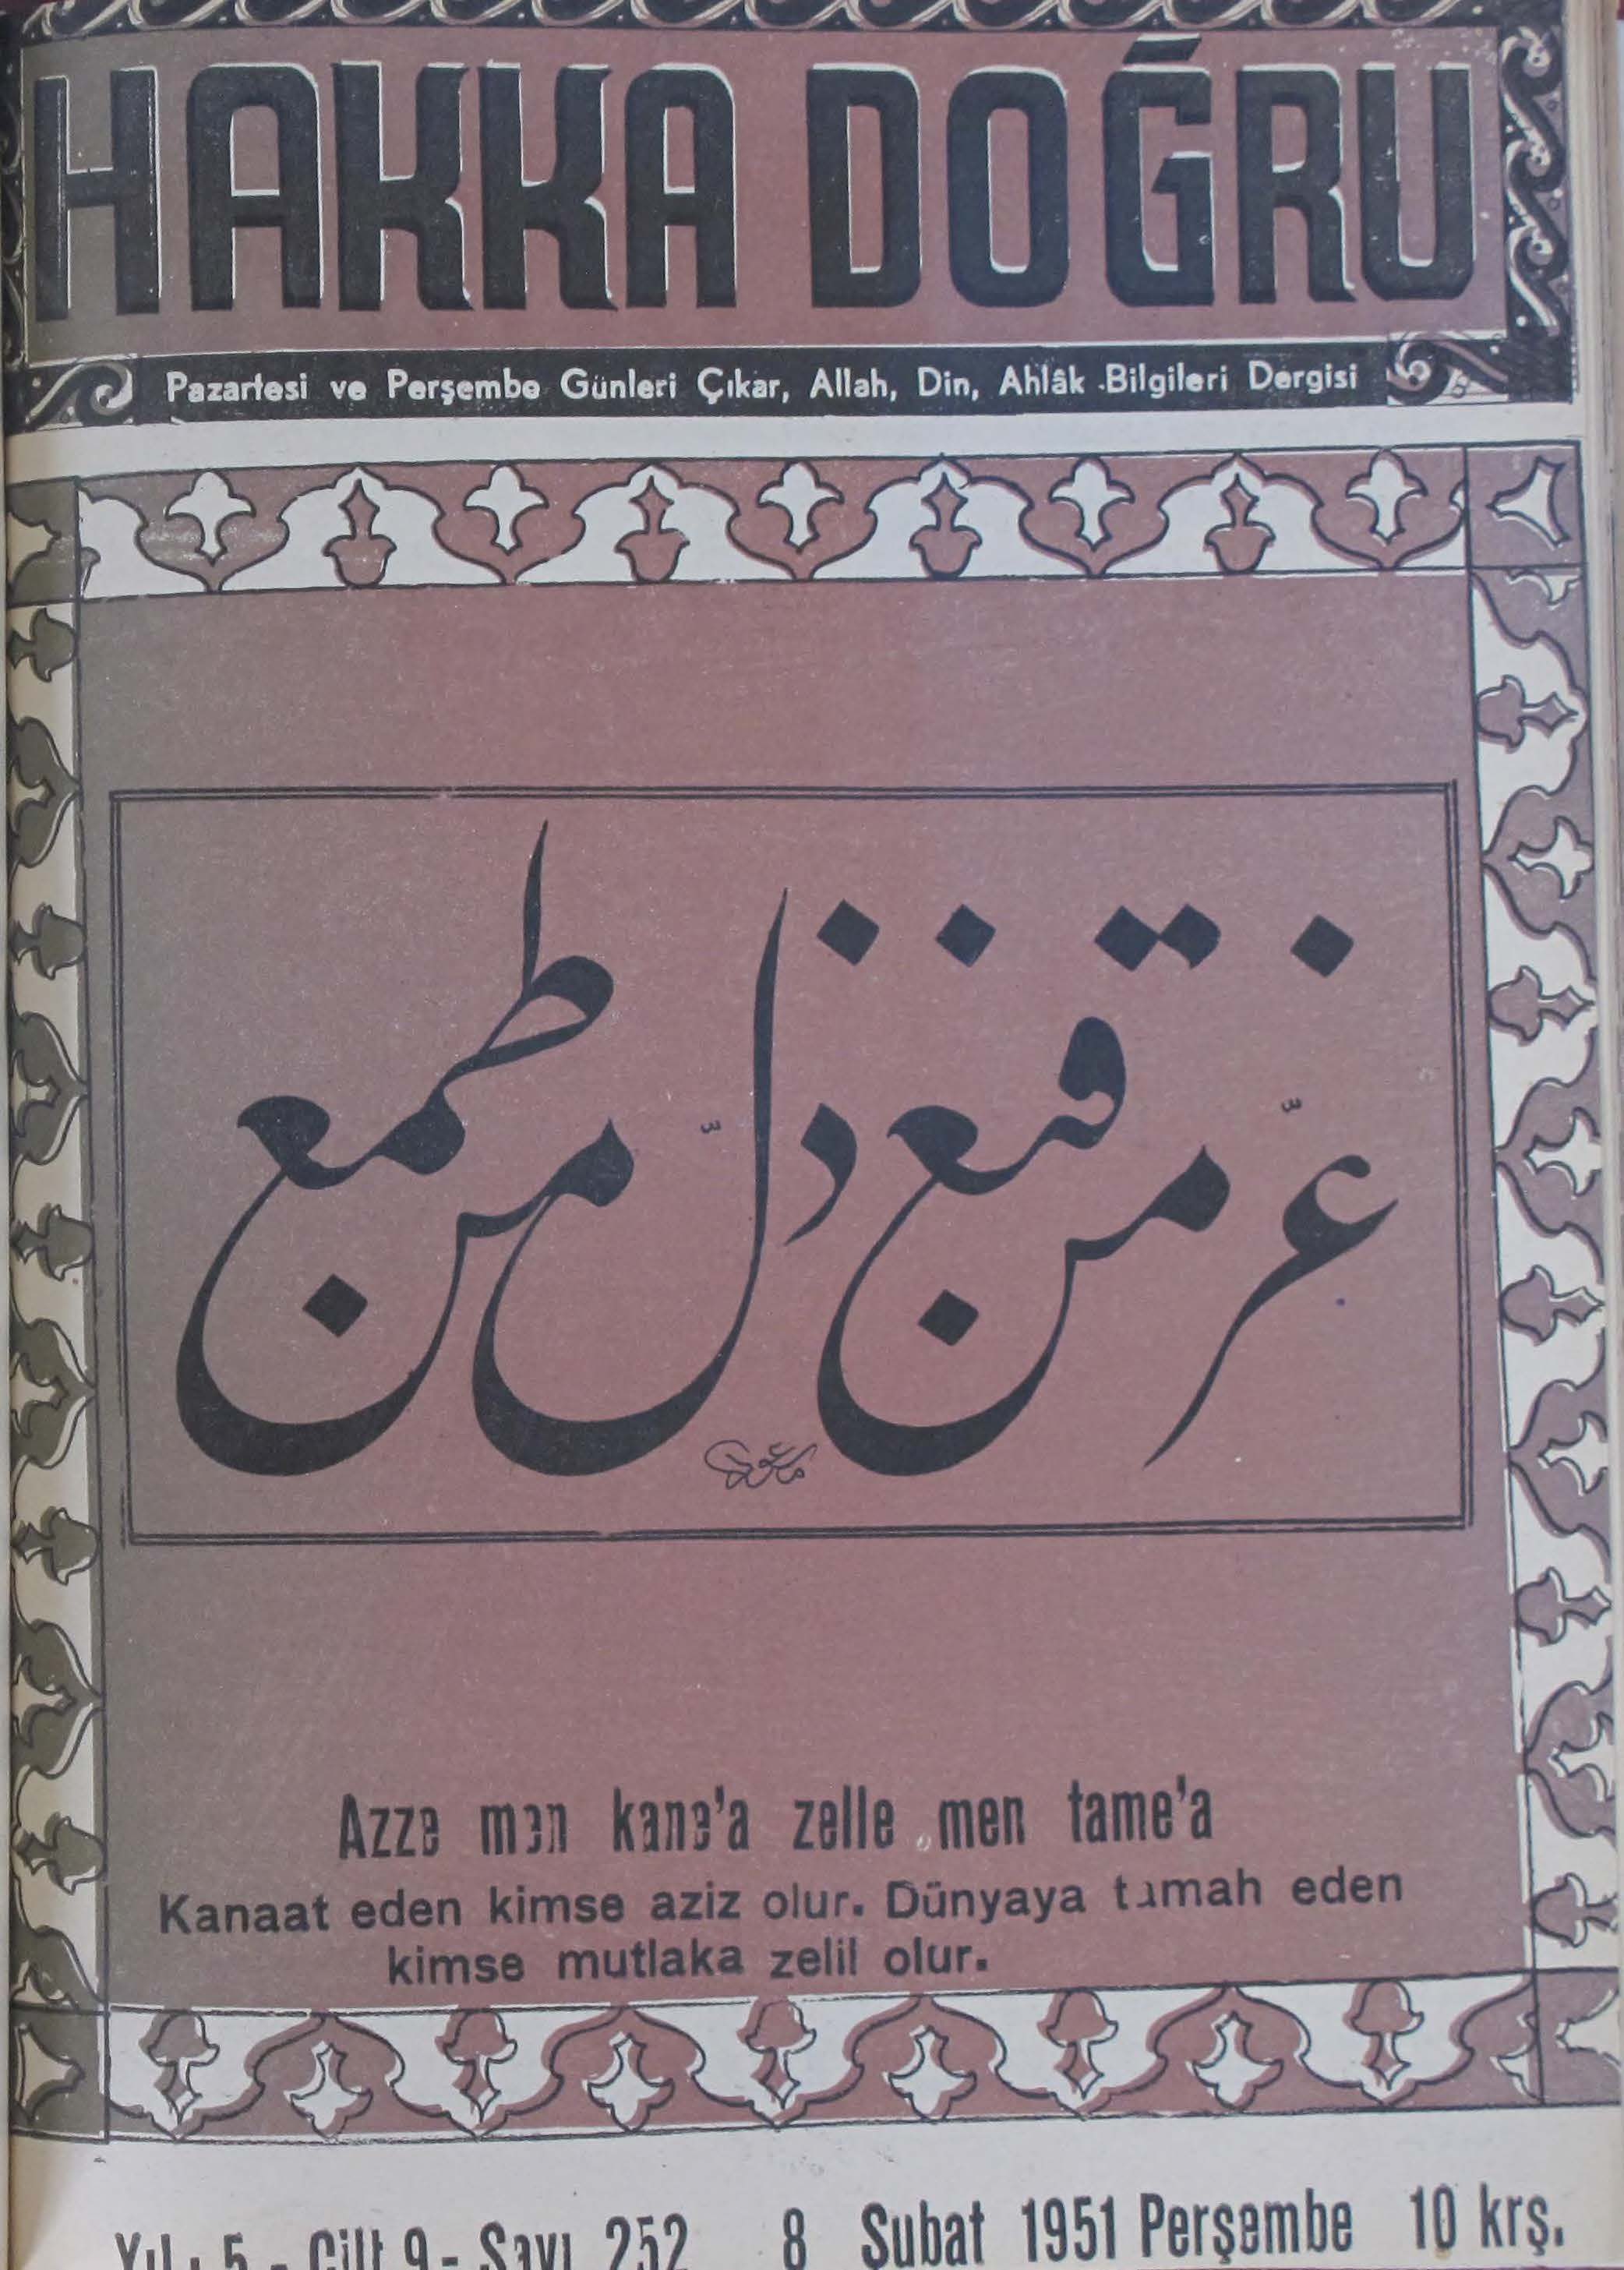 HAKKA DOĞRU
Pazartesi ve Perşembe Günleri Çıkar, Allah, Din, Ahlâk Bilgileri Dergisi
عزّ من قنع ذلّ من طمع
Azze men kane'a zelle men tame'a
Kanaat eden kimse aziz olur. Dünyaya tamah eden
kimse mutlaka zelil olur.
Yıl : 5 - Cilt 9 - Sayı 252 8 Şubat 1951 Perşembe 10 krş.